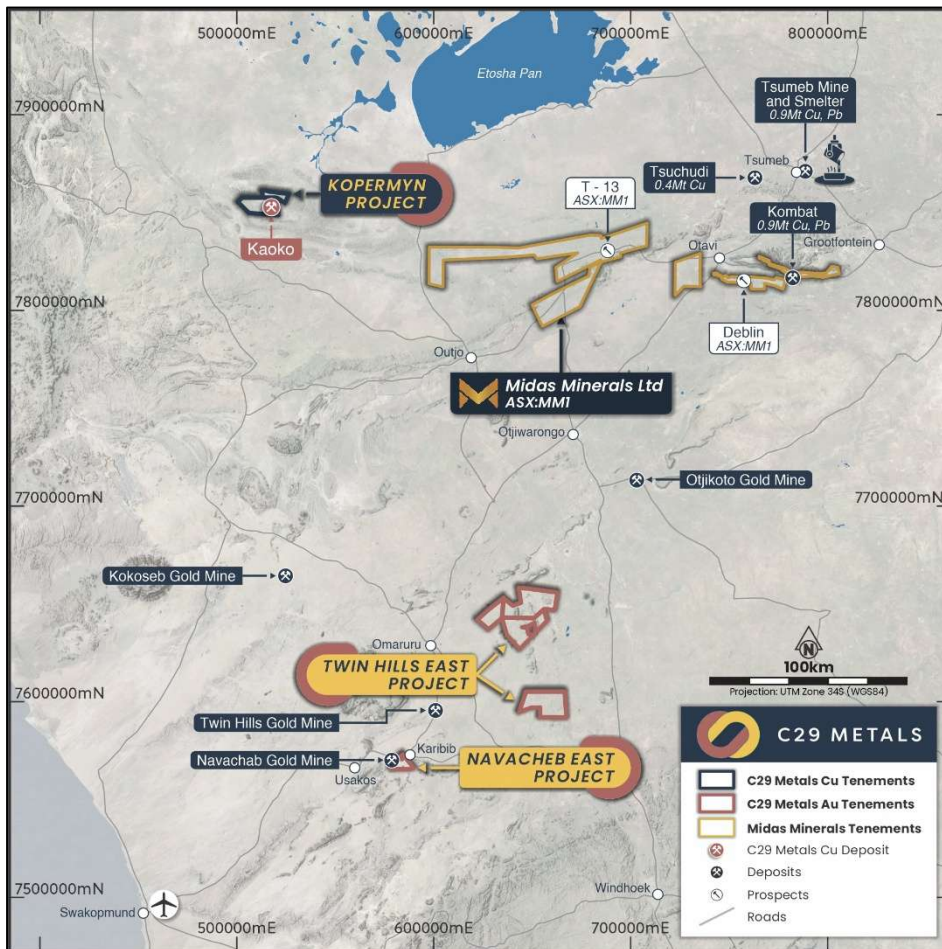 500000mE
600000mE
700000mE
800000mE
Etosha Pan
7900000mN
7900000mN
Tsumeb Mine
and Smelter
0.9Mt Cu, Pb
Tsumeb
Tsuchudi
0.4Mt Cu
KOPERMYN
PROJECT
T - 13
ASX:MM1
Kombat
0.9Mt Cu, Pb
Kaoko
Otavi
Grootfontein
7800000mN
7800000mN
Deblin
ASX:MM1
Outjo
Midas Minerals Ltd
ASX:MM1
Otjiwarongo
Otjikoto Gold Mine
7700000mN
7700000mN
Kokoseb Gold Mine
Omaruru
TWIN HILLS EAST
PROJECT
N
100km
Projection: UTM Zone 34S (WGS84)
7600000mN
Twin Hills Gold Mine
Navachab Gold Mine
Karibib
Usakos
NAVACHEB EAST
PROJECT
C29 METALS
C29 Metals Cu Tenements
C29 Metals Au Tenements
Midas Minerals Tenements
C29 Metals Cu Deposit
Deposits
Prospects
Roads
7500000mN
Windhoek
Swakopmund
500000mE
600000mE
700000mE